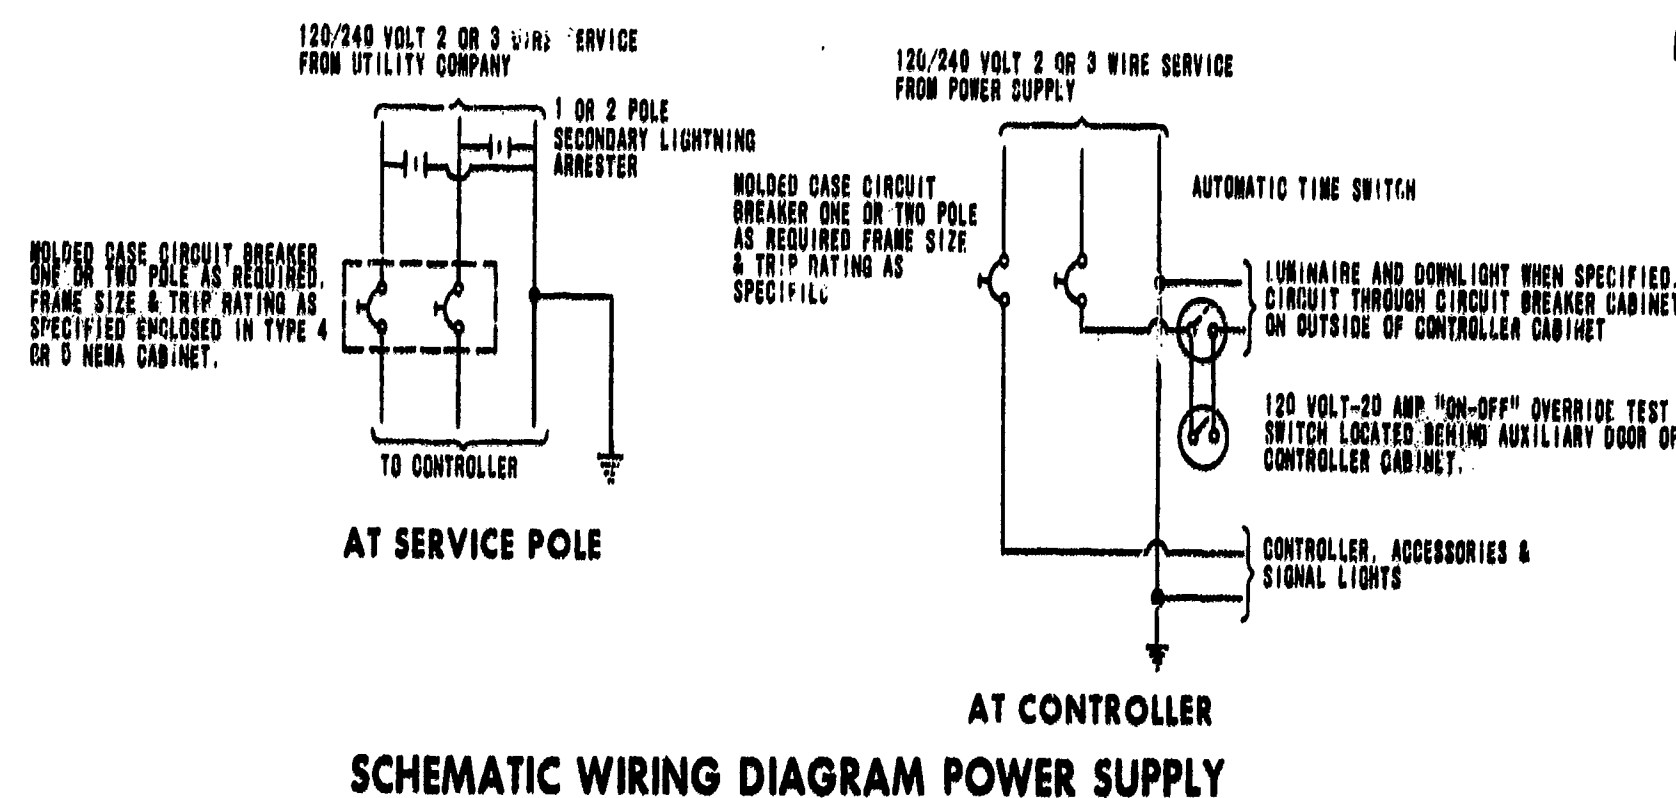 120/240 VOLT 2 OR 3 WIRE SERVICE
FROM UTILITY COMPANY
1 OR 2 POLE
SECONDARY LIGHTNING
ARRESTER
MOLDED CASE CIRCUIT BREAKER
ONE OR TWO POLE AS REQUIRED.
FRAME SIZE & TRIP RATING AS
SPECIFIED ENCLOSED IN TYPE 4
OR 5 NEMA CABINET.
TO CONTROLLER
AT SERVICE POLE
120/240 VOLT 2 OR 3 WIRE SERVICE
FROM POWER SUPPLY
MOLDED CASE CIRCUIT
BREAKER ONE OR TWO POLE
AS REQUIRED FRAME SIZE
& TRIP RATING AS
SPECIFIED
AUTOMATIC TIME SWITCH
LUMINAIRE AND DOWNLIGHT WHEN SPECIFIED.
CIRCUIT THROUGH CIRCUIT BREAKER CABINET
ON OUTSIDE OF CONTROLLER CABINET
120 VOLT-20 AMP "ON-OFF" OVERRIDE TEST
SWITCH LOCATED BEHIND AUXILIARY DOOR OF
CONTROLLER CABINET.
CONTROLLER, ACCESSORIES &
SIGNAL LIGHTS
AT CONTROLLER
SCHEMATIC WIRING DIAGRAM POWER SUPPLY